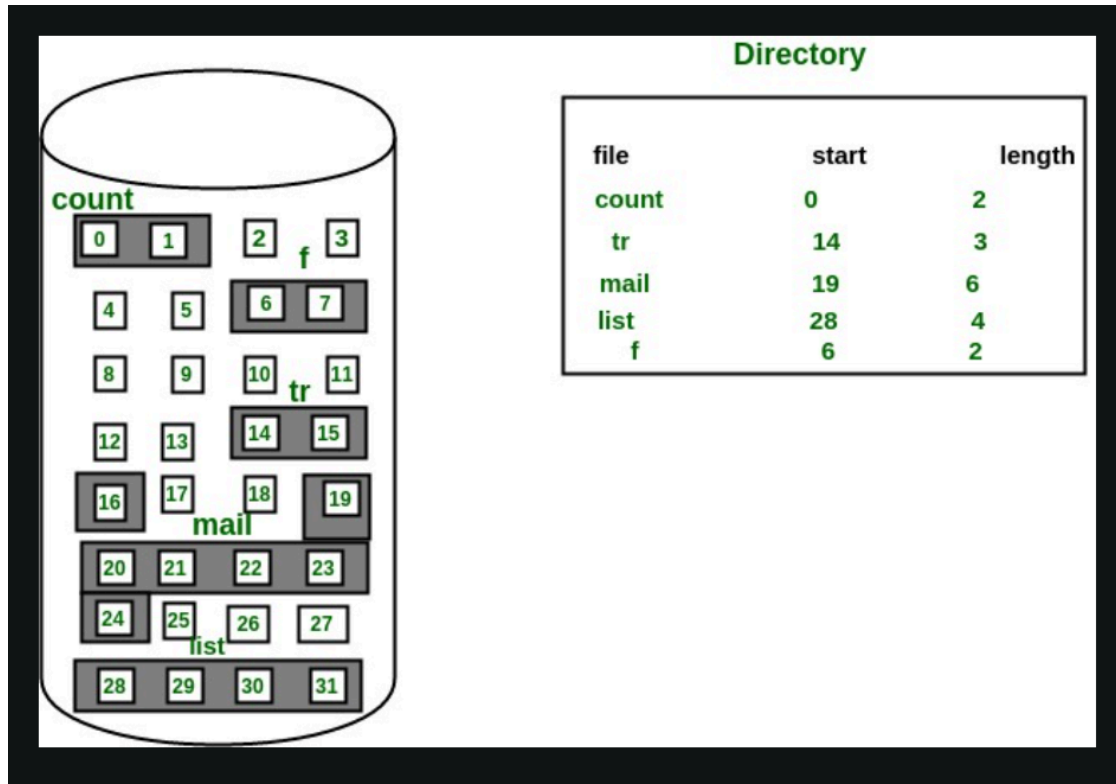 Directory
file start length
count 0 2
tr 14 3
mail 19 6
list 28 4
f 6 2
count
0 1 2 3
f
4 5 6 7
8 9 10 11
tr
12 13 14 15
16 17 18 19
mail
20 21 22 23
24 25 26 27
list
28 29 30 31